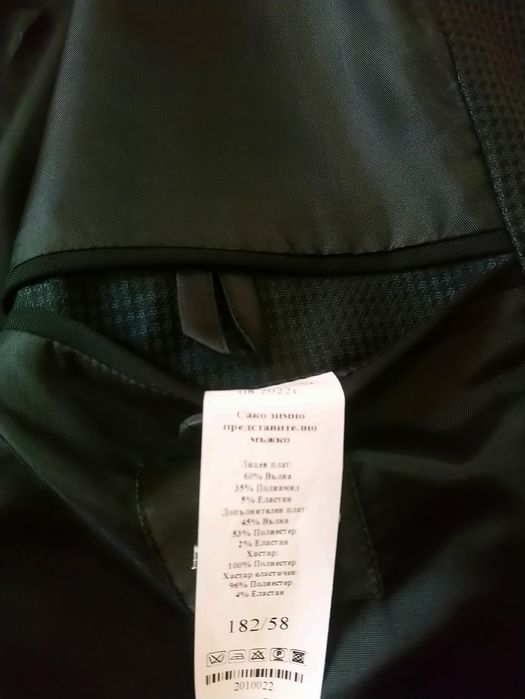 Сако зимно
представително
мъжко
Лицев плат
60% Вълна
35% Полиамид
5% Еластан
Допълнителен плат:
45% Вълна
53% Полиестер
2% Еластан
Хастар:
100% Полиестер
Хастар еластичен:
96% Полиестер
4% Еластан
182/58
2010022